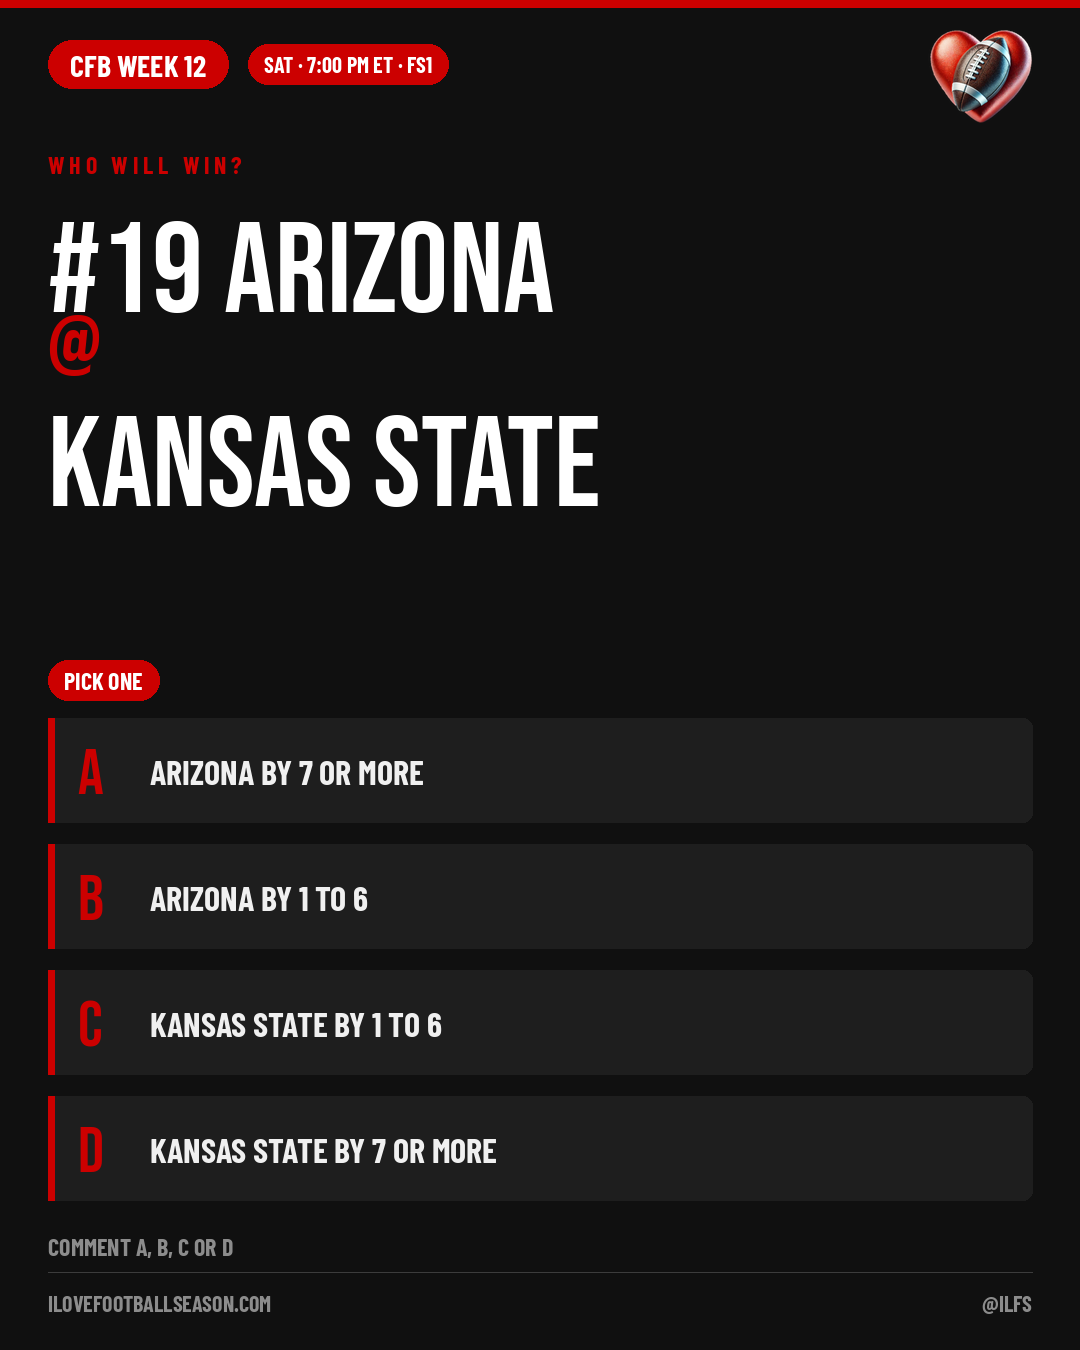 CFB WEEK 12
SAT · 7:00 PM ET · FS1
WHO WILL WIN?
#19 ARIZONA
@
KANSAS STATE
PICK ONE
A ARIZONA BY 7 OR MORE
B ARIZONA BY 1 TO 6
C KANSAS STATE BY 1 TO 6
D KANSAS STATE BY 7 OR MORE
COMMENT A, B, C OR D
ILOVEFOOTBALLSEASON.COM
@ILFS